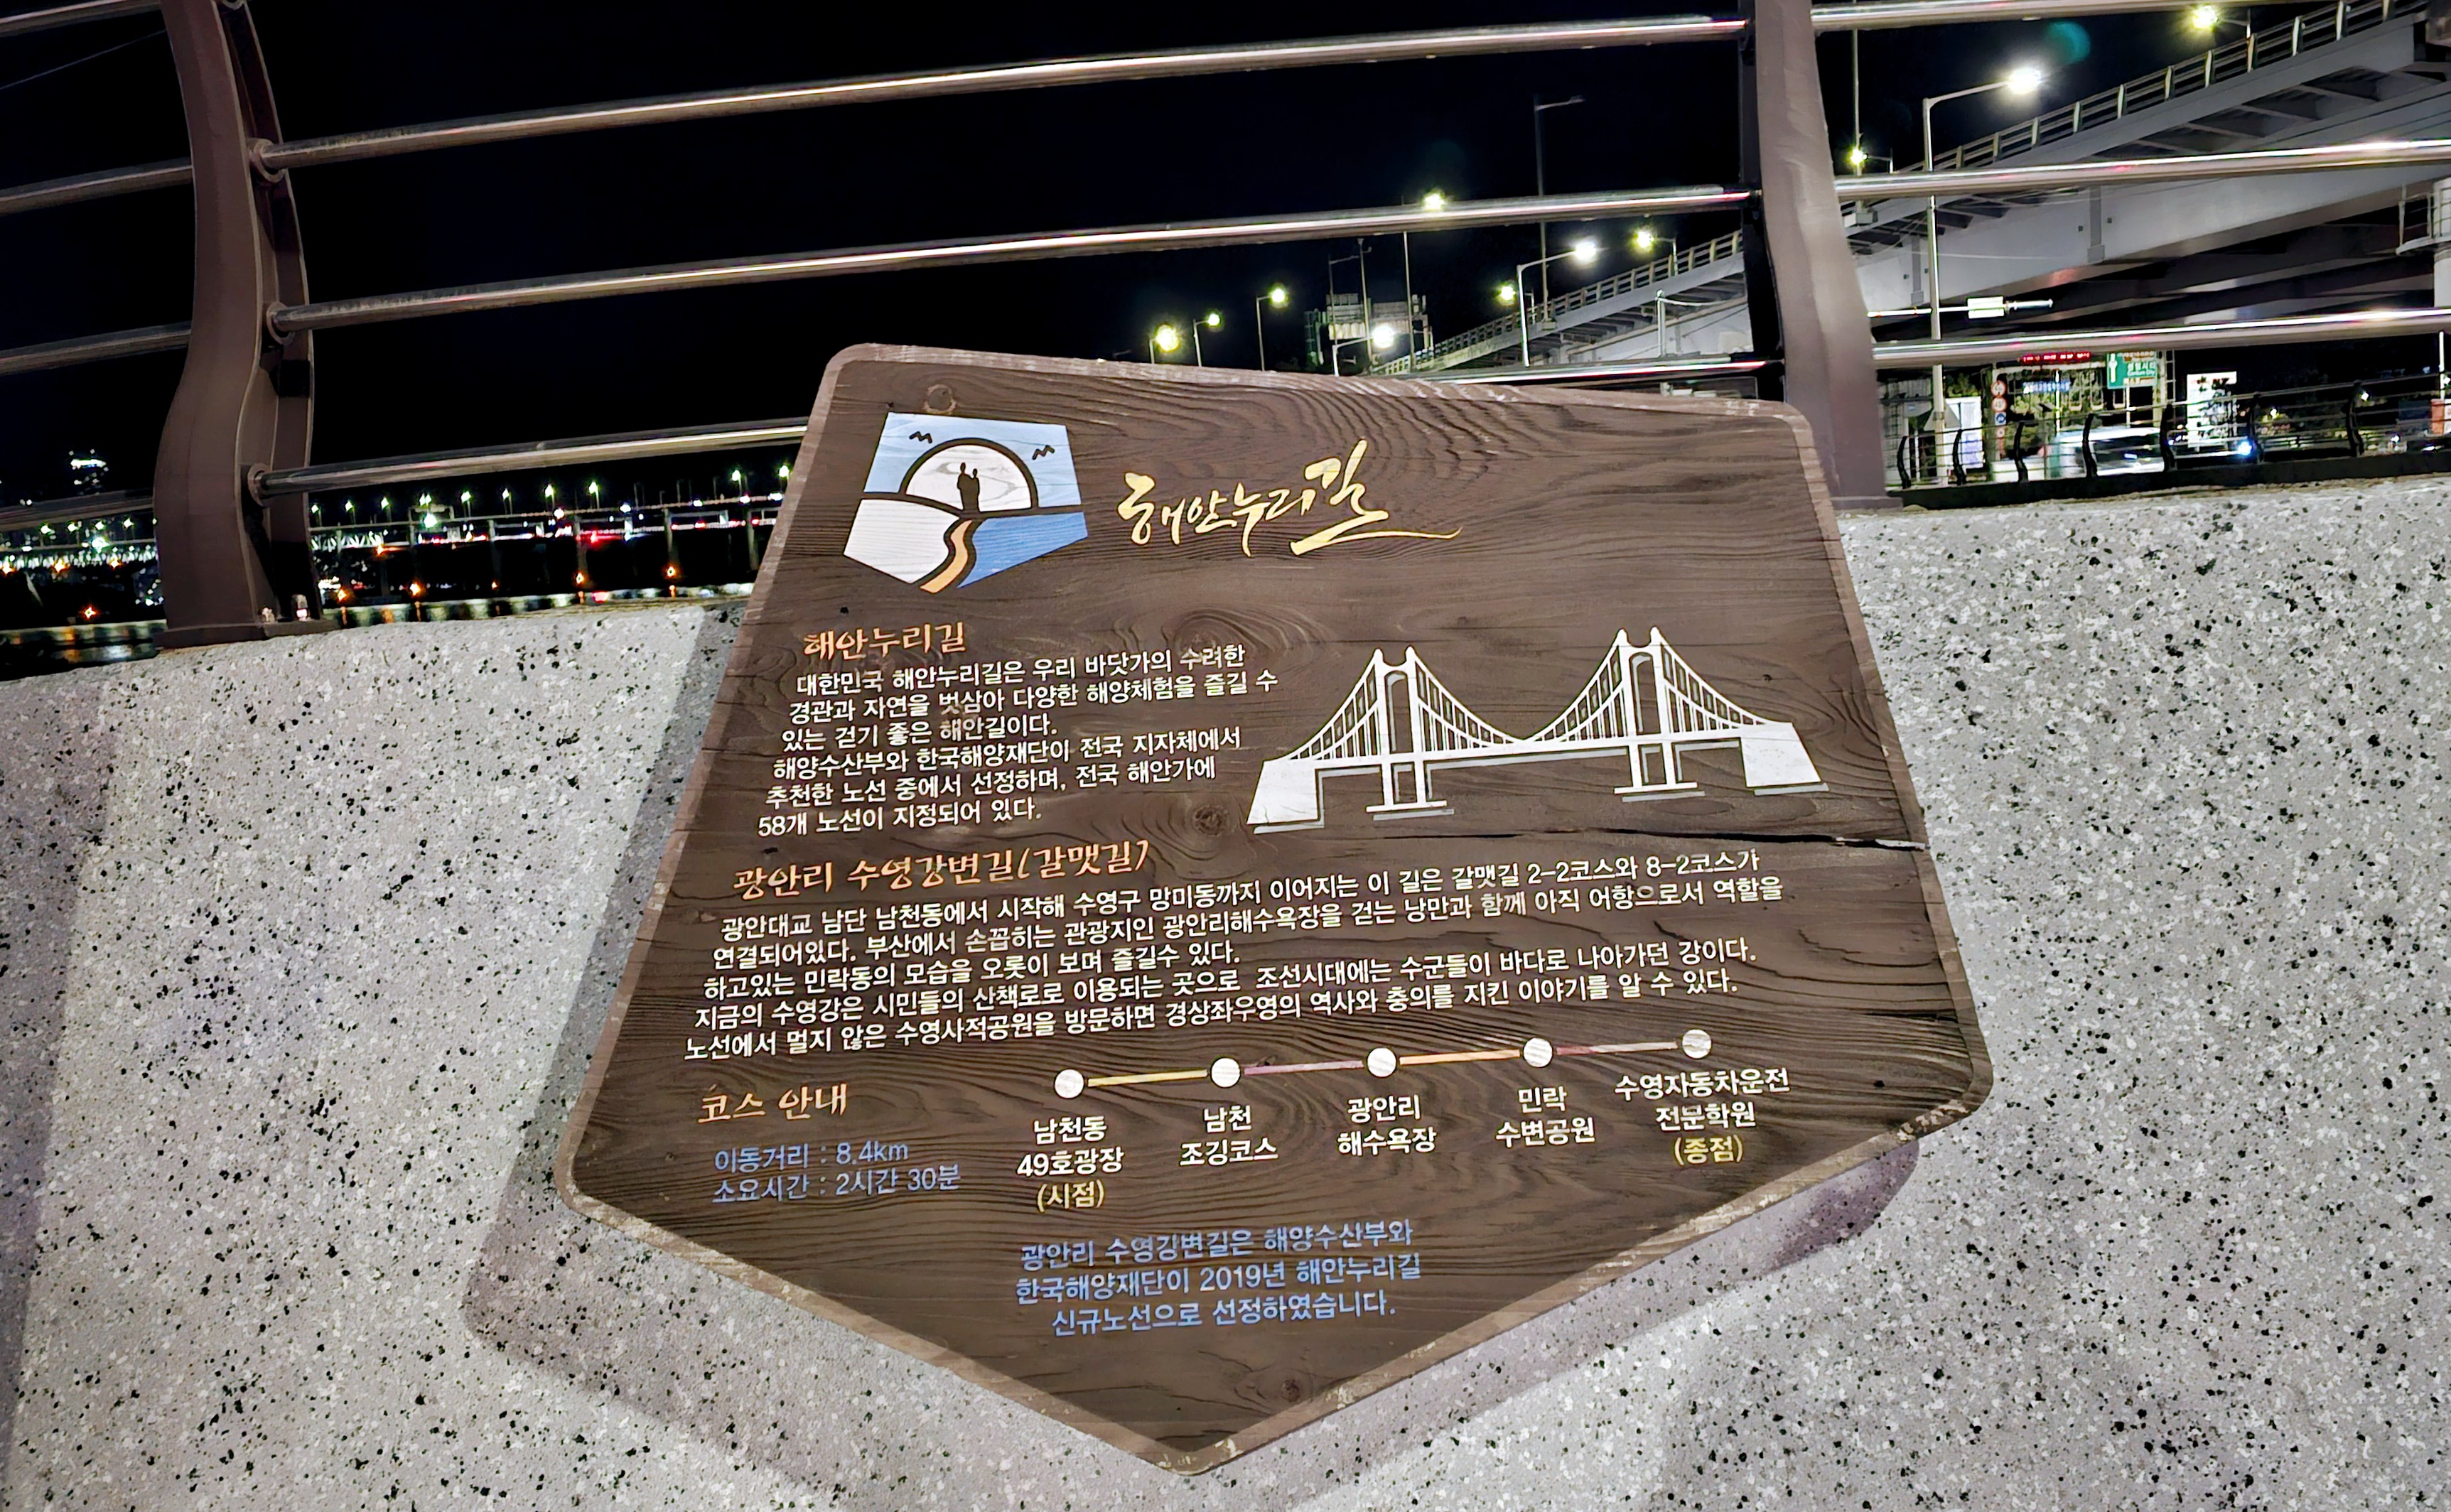 해안누리길
해안누리길
대한민국 해안누리길은 우리 바닷가의 수려한
경관과 자연을 벗삼아 다양한 해양체험을 즐길 수
있는 걷기 좋은 해안길이다.
해양수산부와 한국해양재단이 전국 지자체에서
추천한 노선 중에서 선정하며, 전국 해안가에
58개 노선이 지정되어 있다.
광안리 수영강변길(갈맷길)
광안대교 남단 남천동에서 시작해 수영구 망미동까지 이어지는 이 길은 갈맷길 2-2코스와 8-2코스가
연결되어있다. 부산에서 손꼽히는 관광지인 광안리해수욕장을 걷는 낭만과 함께 아직 어항으로서 역할을
하고있는 민락동의 모습을 오롯이 보며 즐길수 있다.
지금의 수영강은 시민들의 산책로로 이용되는 곳으로 조선시대에는 수군들이 바다로 나아가던 강이다.
노선에서 멀지 않은 수영사적공원을 방문하면 경상좌우영의 역사와 충의를 지킨 이야기를 알 수 있다.
코스 안내
이동거리 : 8.4km
소요시간 : 2시간 30분
남천동
49호광장
(시점)
남천
조깅코스
광안리
해수욕장
민락
수변공원
수영자동차운전
전문학원
(종점)
광안리 수영강변길은 해양수산부와
한국해양재단이 2019년 해안누리길
신규노선으로 선정하였습니다.